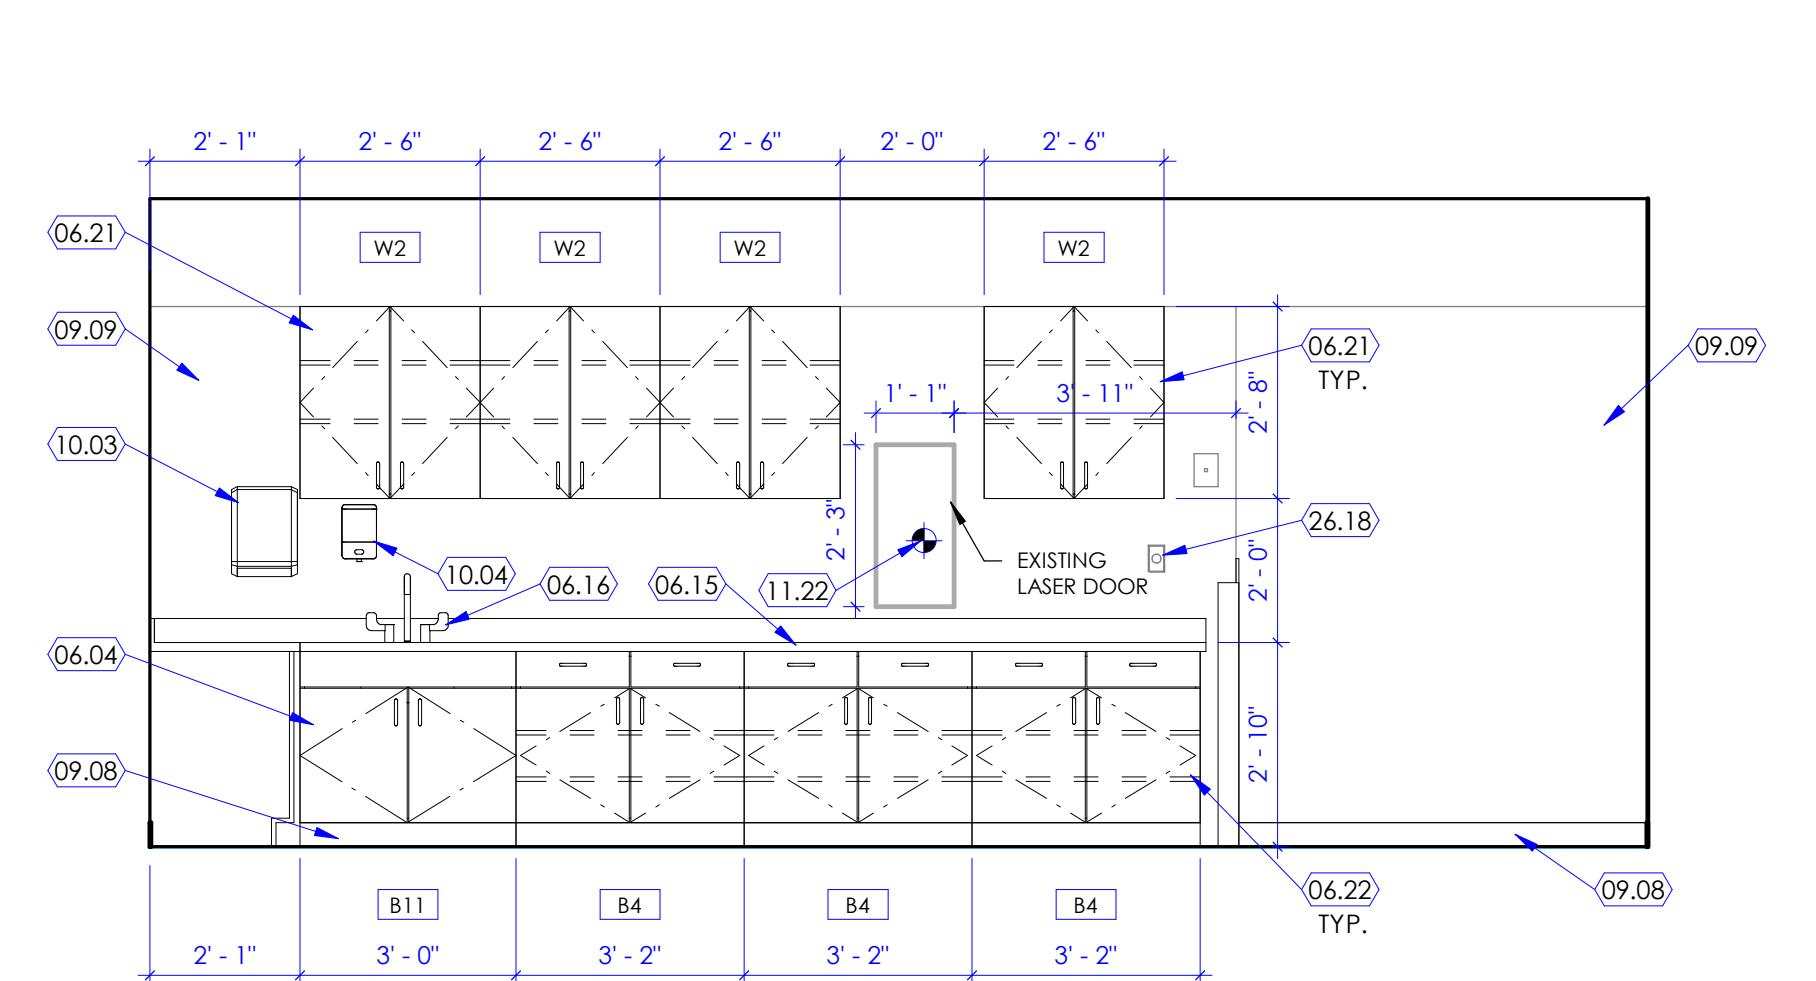 2' - 1" 2' - 6" 2' - 6" 2' - 6" 2' - 0" 2' - 6"
06.21 W2 W2 W2 W2
09.09
06.21
TYP.
09.09
1' - 1" 3' - 11" 2' - 8"
10.03
2' - 3"
26.18
EXISTING
LASER DOOR
2' - 0"
10.04 06.16 06.15 11.22
06.04
2' - 10"
09.08
06.22
TYP.
09.08
B11 B4 B4 B4
2' - 1" 3' - 0" 3' - 2" 3' - 2" 3' - 2"